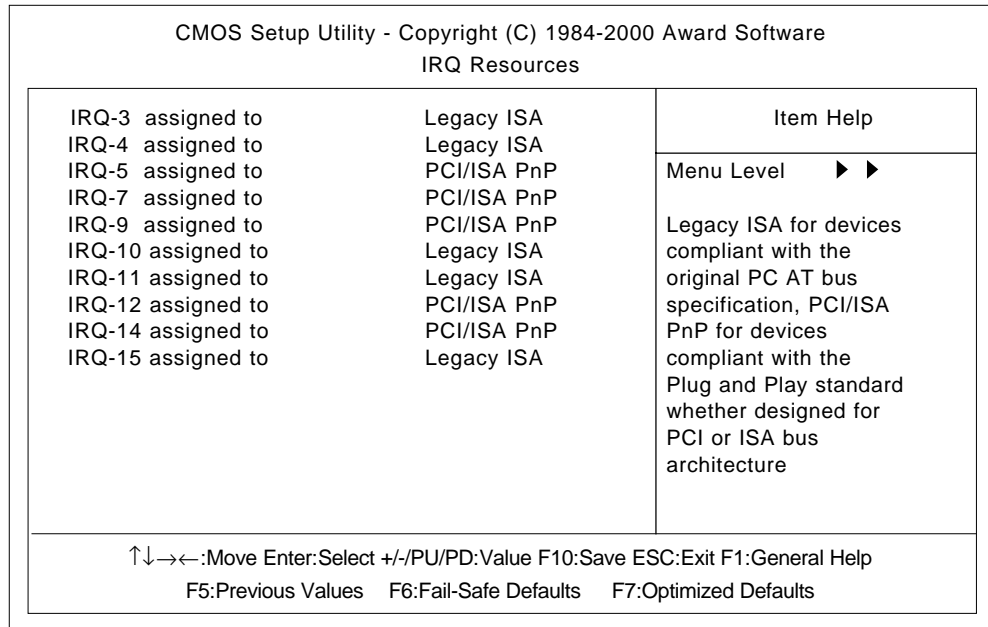 CMOS Setup Utility - Copyright (C) 1984-2000 Award Software
IRQ Resources
IRQ-3 assigned to Legacy ISA
IRQ-4 assigned to Legacy ISA
IRQ-5 assigned to PCI/ISA PnP
IRQ-7 assigned to PCI/ISA PnP
IRQ-9 assigned to PCI/ISA PnP
IRQ-10 assigned to Legacy ISA
IRQ-11 assigned to Legacy ISA
IRQ-12 assigned to PCI/ISA PnP
IRQ-14 assigned to PCI/ISA PnP
IRQ-15 assigned to Legacy ISA
Item Help
Menu Level ▶ ▶
Legacy ISA for devices
compliant with the
original PC AT bus
specification, PCI/ISA
PnP for devices
compliant with the
Plug and Play standard
whether designed for
PCI or ISA bus
architecture
↑↓→←:Move Enter:Select +/-/PU/PD:Value F10:Save ESC:Exit F1:General Help
F5:Previous Values F6:Fail-Safe Defaults F7:Optimized Defaults